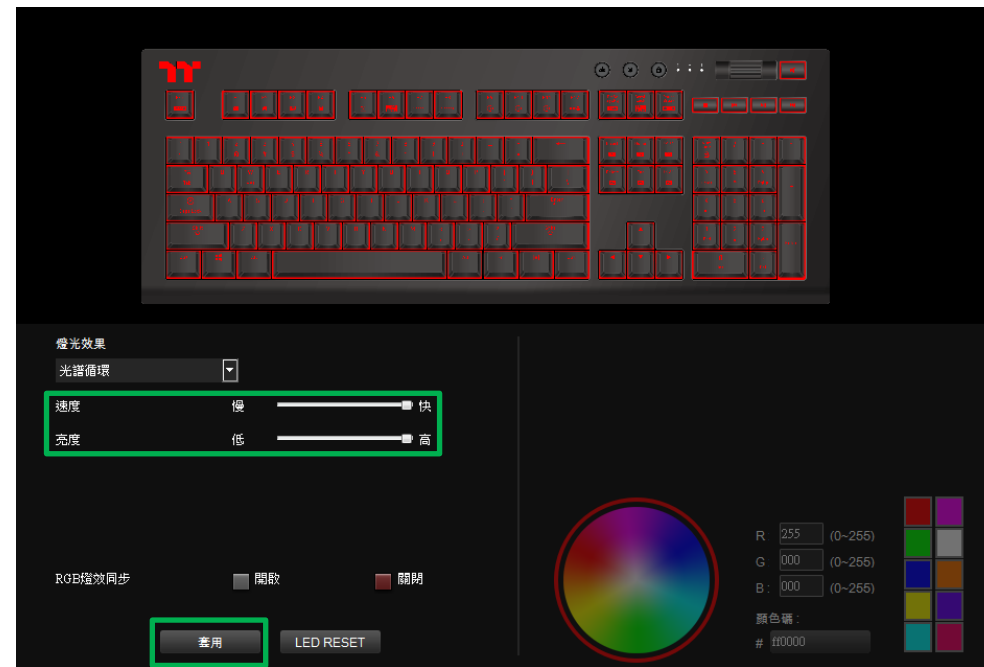 燈光效果
光譜循環
速度 慢 快
亮度 低 高
R 255 (0~255)
G 000 (0~255)
B : 000 (0~255)
RGB燈效同步 開啟 關閉
顏色碼 :
套用 LED RESET # ff0000